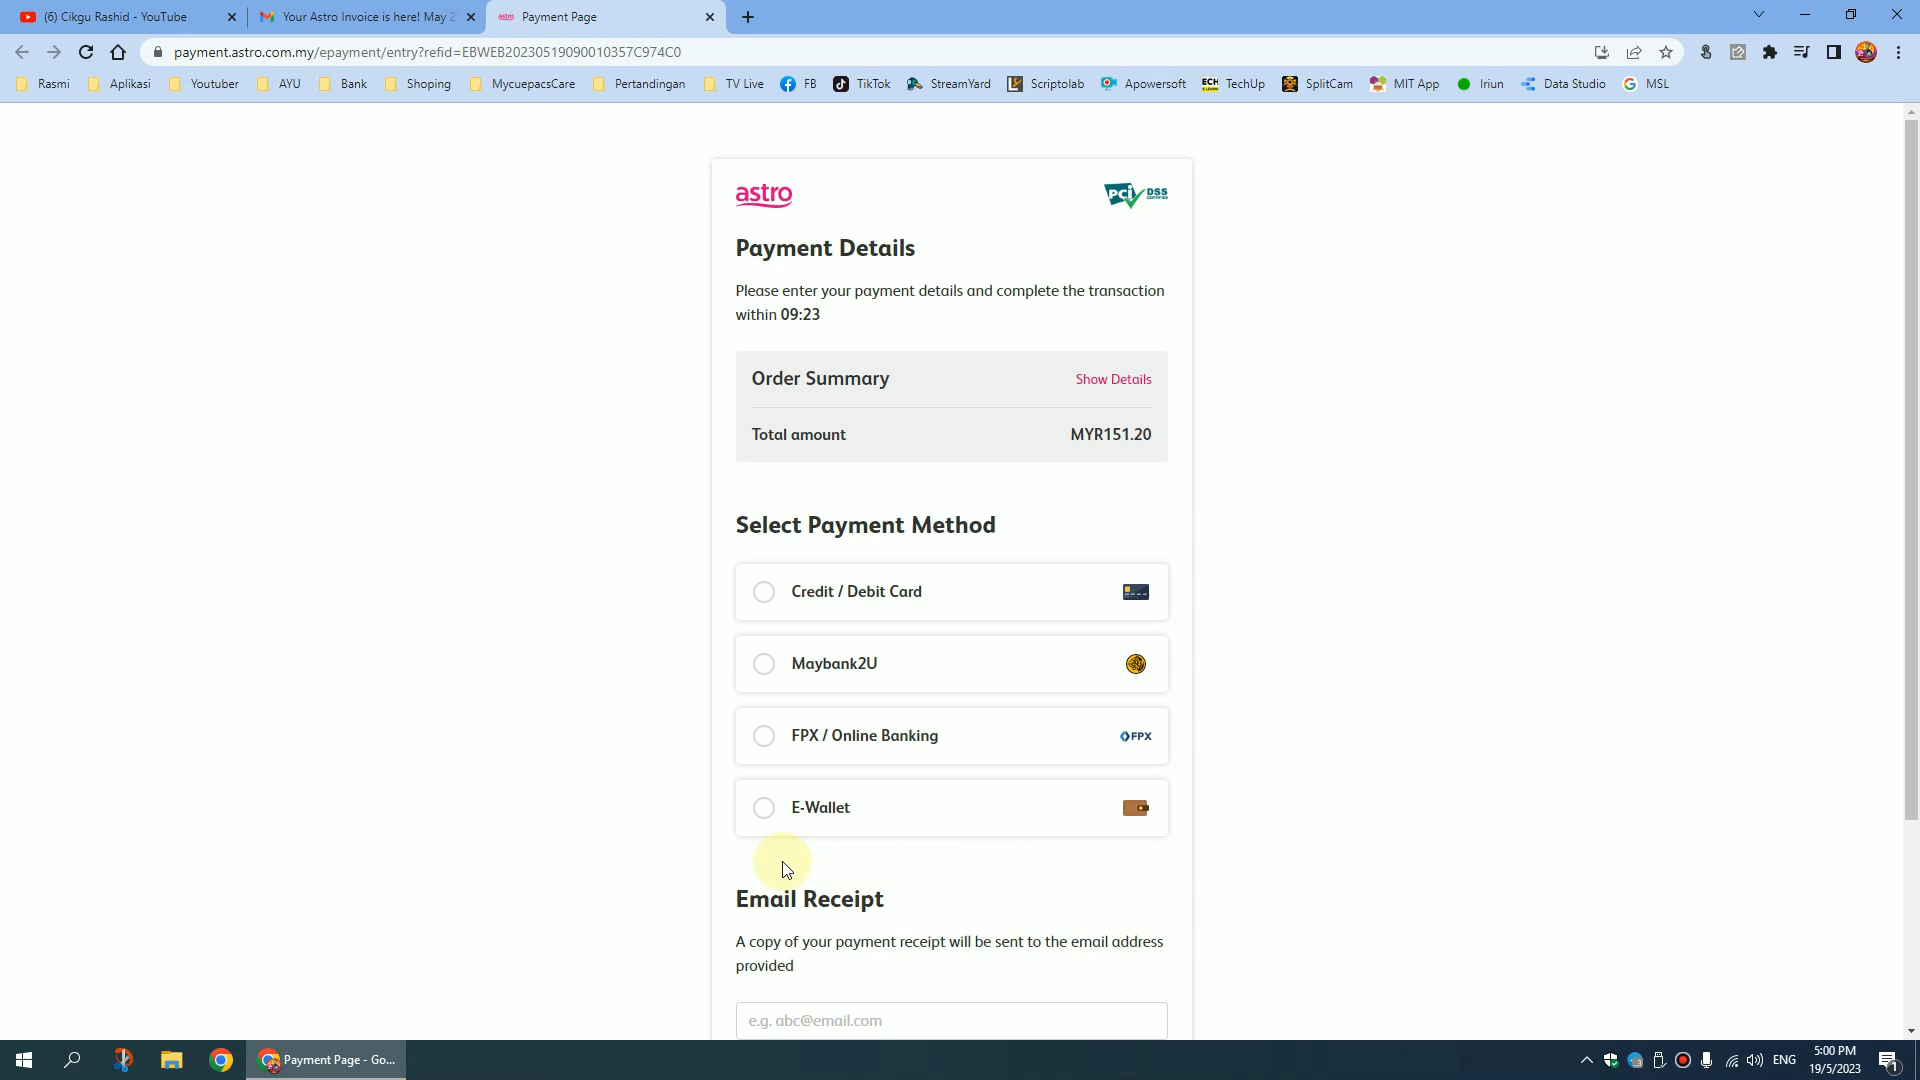 (6) Cikgu Rashid - YouTube
Your Astro Invoice is here! May 2
Payment Page
payment.astro.com.my/epayment/entry?refid=EBWEB20230519090010357C974C0
Rasmi
Aplikasi
Youtuber
AYU
Bank
Shoping
MycuepacsCare
Pertandingan
TV Live
FB
TikTok
StreamYard
Scriptolab
Apowersoft
TechUp
SplitCam
MIT App
Iriun
Data Studio
MSL
astro
PCI DSS CERTIFIED
Payment Details
Please enter your payment details and complete the transaction
within 09:23
Order Summary
Show Details
Total amount
MYR151.20
Select Payment Method
Credit / Debit Card
Maybank2U
FPX / Online Banking
FPX
E-Wallet
Email Receipt
A copy of your payment receipt will be sent to the email address
provided
e.g. abc@email.com
Payment Page - Go...
ENG
5:00 PM
19/5/2023
1